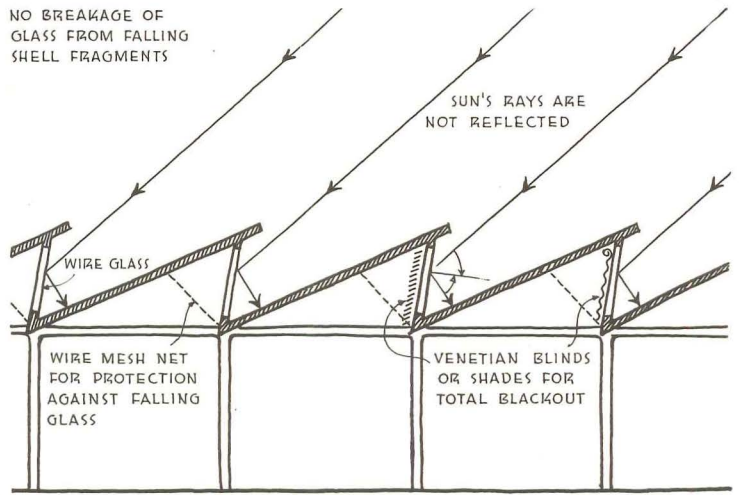 NO BREAKAGE OF
GLASS FROM FALLING
SHELL FRAGMENTS
SUN'S RAYS ARE
NOT REFLECTED
WIRE GLASS
WIRE MESH NET
FOR PROTECTION
AGAINST FALLING
GLASS
VENETIAN BLINDS
OR SHADES FOR
TOTAL BLACKOUT